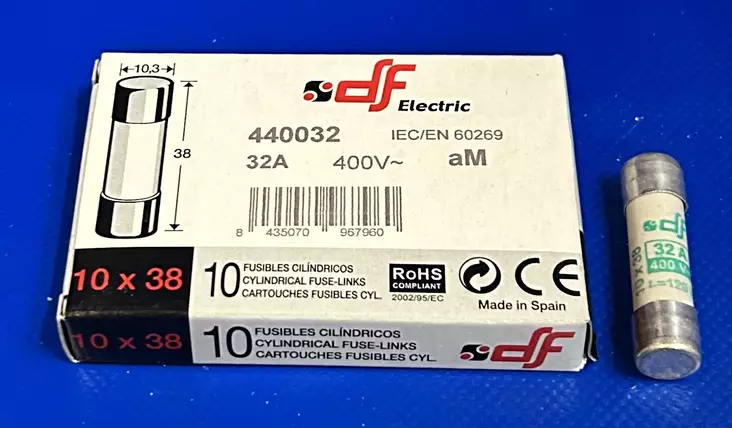 10,3
38
df Electric
440032 IEC/EN 60269
32A 400V~ aM
8 435070 967960
10 x 38
10 FUSIBLES CILÍNDRICOS
CYLINDRICAL FUSE-LINKS
CARTOUCHES FUSIBLES CYL.
RoHS
COMPLIANT
2002/95/EC
CE
Made in Spain
10 x 38
10 FUSIBLES CILÍNDRICOS
CYLINDRICAL FUSE-LINKS
CARTOUCHES FUSIBLES CYL.
df
df
32 A
400 V
10 x 38